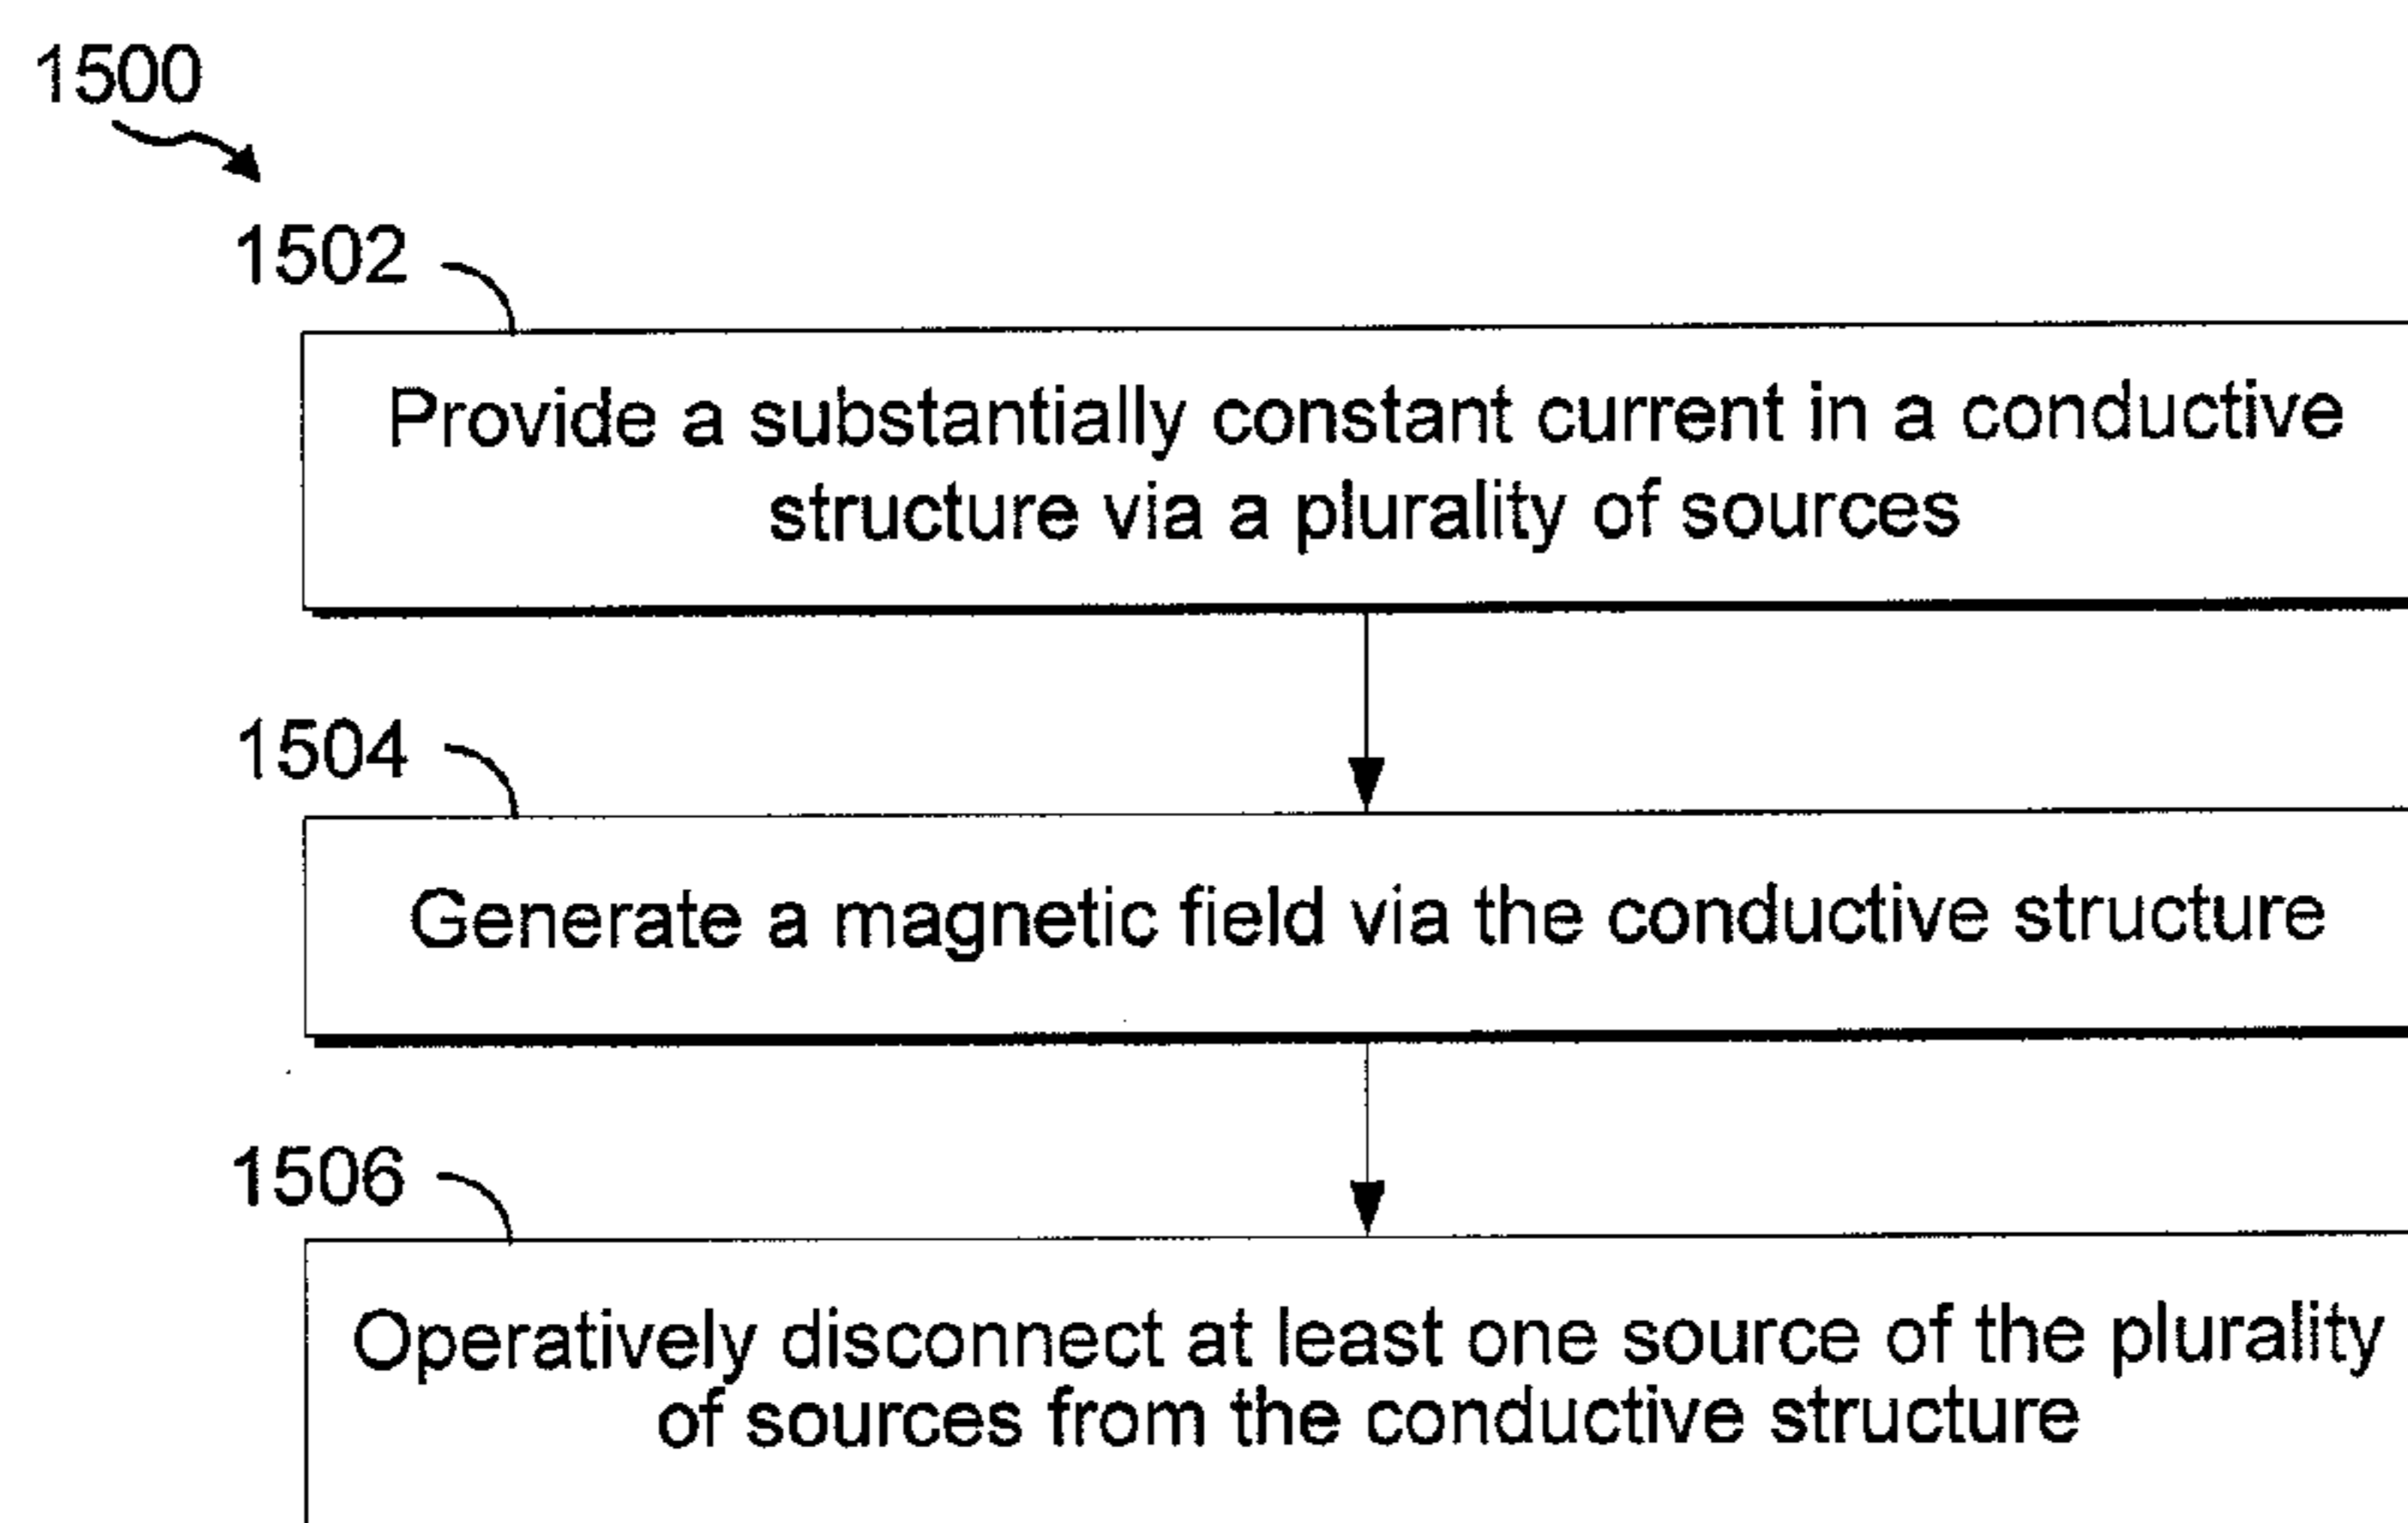 1500
1502
Provide a substantially constant current in a conductive
structure via a plurality of sources
1504
Generate a magnetic field via the conductive structure
1506
Operatively disconnect at least one source of the plurality
of sources from the conductive structure